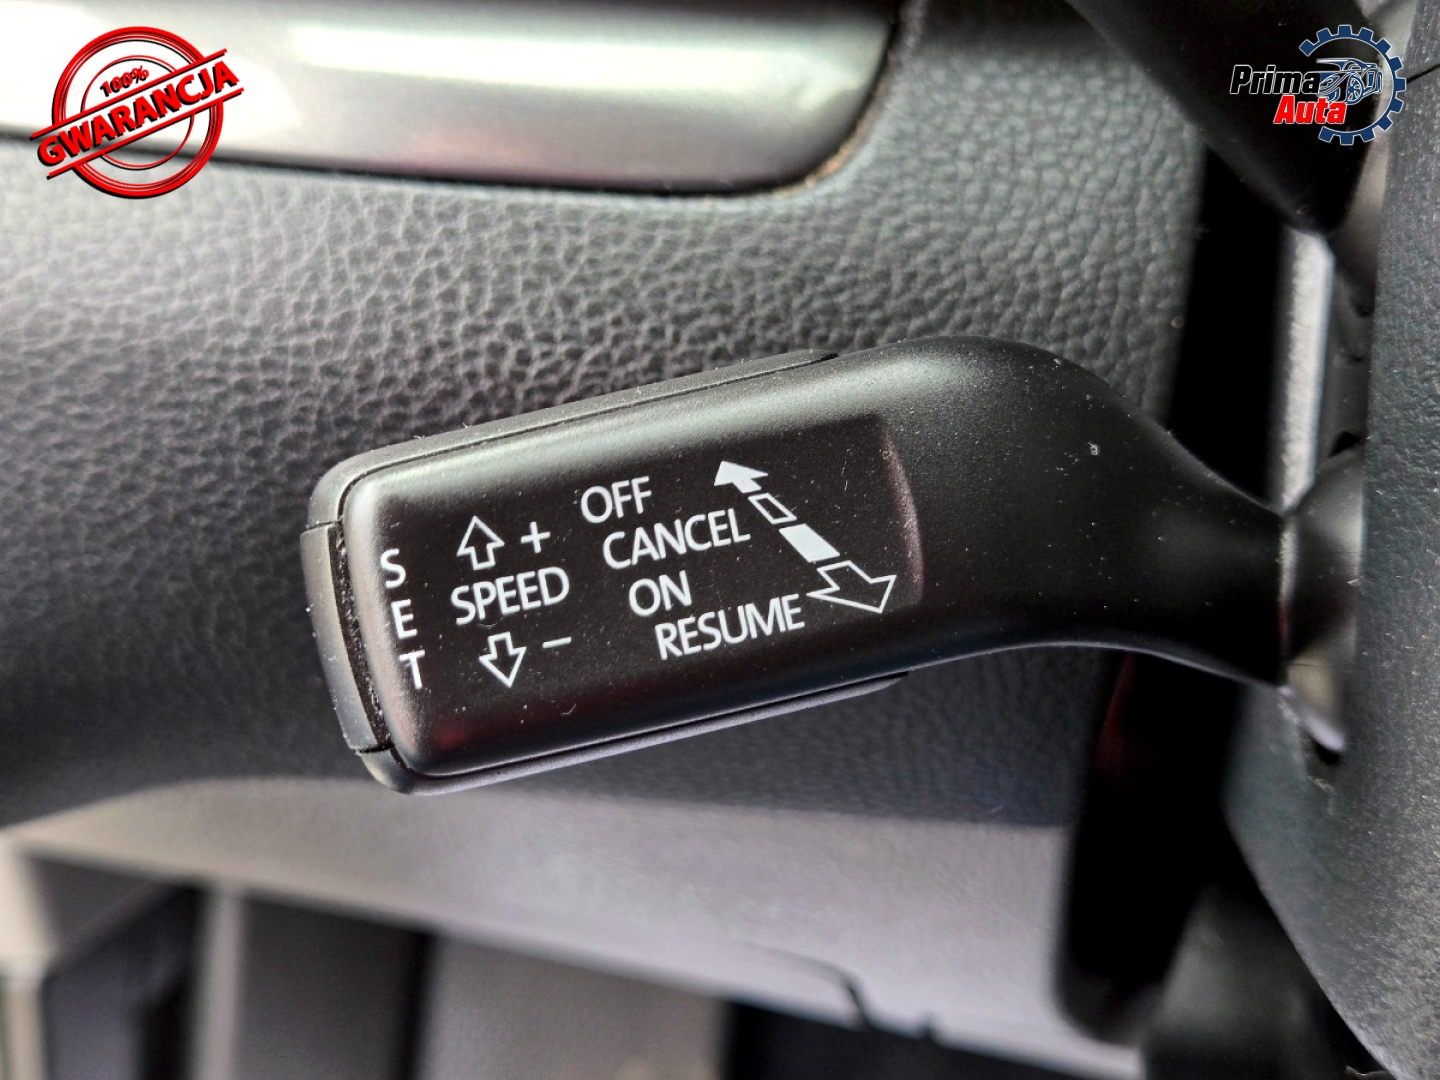 100%
GWARANCJA
Prima
Auta
OFF
CANCEL
ON
RESUME
+
SPEED
−
S
E
T